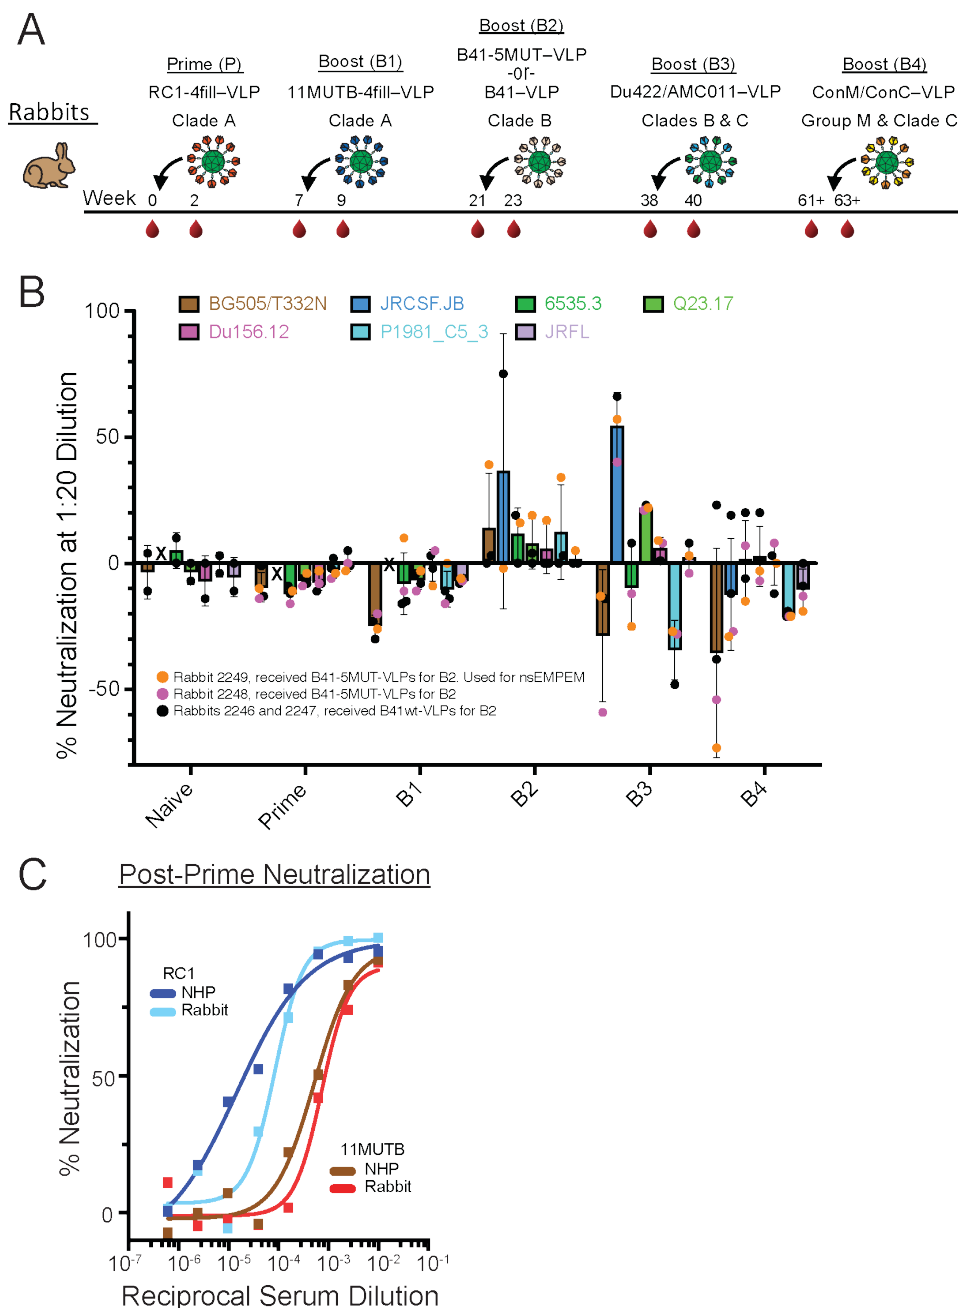 A
Prime (P)
RC1-4fill–VLP
Clade A
Boost (B1)
11MUTB-4fill–VLP
Clade A
Boost (B2)
B41-5MUT–VLP
-or-
B41–VLP
Clade B
Boost (B3)
Du422/AMC011–VLP
Clades B & C
Boost (B4)
ConM/ConC–VLP
Group M & Clade C
Rabbits
Week 0 2 7 9 21 23 38 40 61+ 63+
B
BG505/T332N JRCSF.JB 6535.3 Q23.17
Du156.12 P1981_C5_3 JRFL
% Neutralization at 1:20 Dilution
100
50
0
-50
X X X
Rabbit 2249, received B41-5MUT-VLPs for B2. Used for nsEMPEM
Rabbit 2248, received B41-5MUT-VLPs for B2
Rabbits 2246 and 2247, received B41wt-VLPs for B2
Naive Prime B1 B2 B3 B4
C
Post-Prime Neutralization
% Neutralization
100
50
0
RC1
NHP
Rabbit
11MUTB
NHP
Rabbit
10-7 10-6 10-5 10-4 10-3 10-2 10-1
Reciprocal Serum Dilution